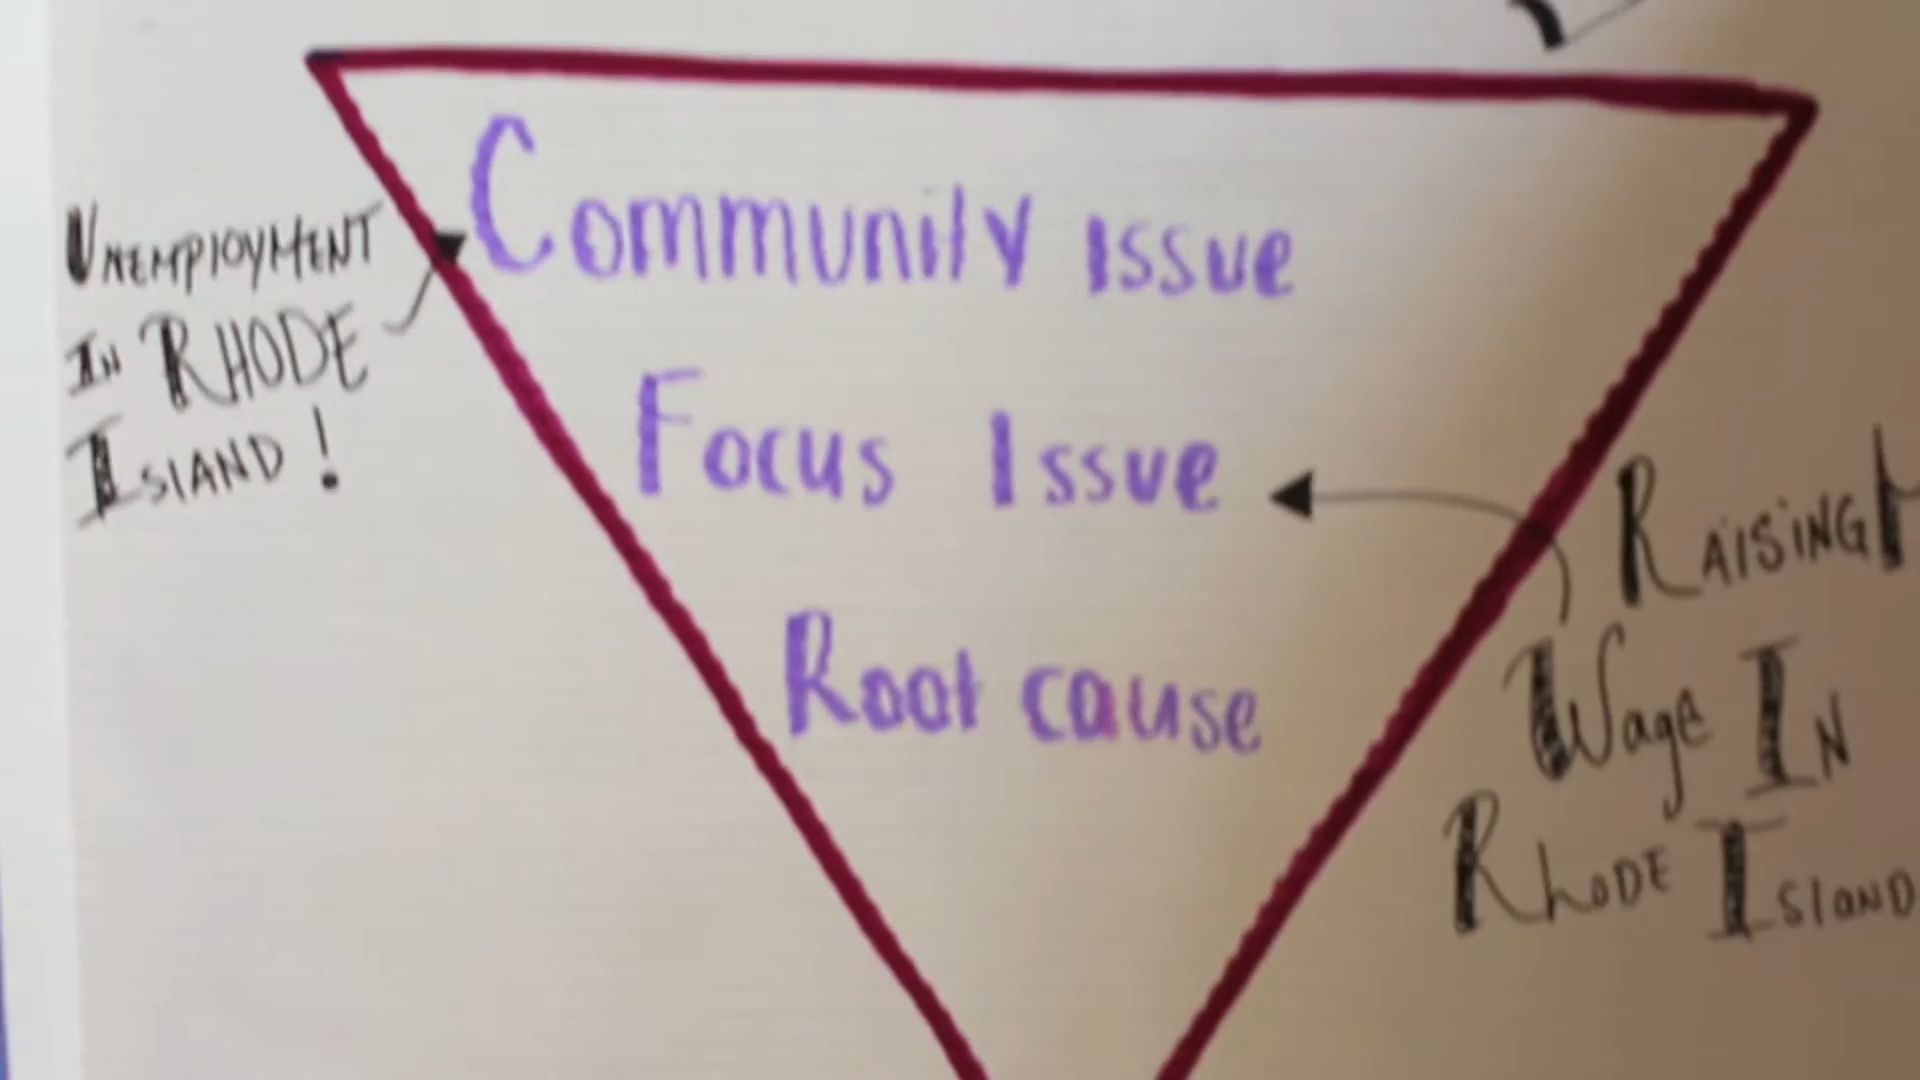 Community Issue
UNEMPLOYMENT
IN RHODE
ISLAND!
Focus Issue
RAISING
Wage IN
RhODE ISlaND
Root cause